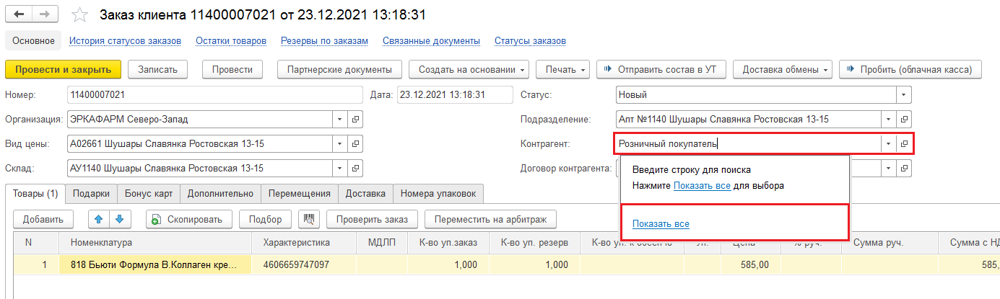 Заказ клиента 11400007021 от 23.12.2021 13:18:31
Основное История статусов заказов Остатки товаров Резервы по заказам Связанные документы Статусы заказов
Провести и закрыть Записать Провести Партнерские документы Создать на основании Печать Отправить состав в УТ Доставка обмены Пробить (облачная касса)
Номер: 11400007021 Дата: 23.12.2021 13:18:31 Статус: Новый
Организация: ЭРКАФАРМ Северо-Запад Подразделение: Апт №1140 Шушары Славянка Ростовская 13-15
Вид цены: А02661 Шушары Славянка Ростовская 13-15 Контрагент: Розничный покупатель
Склад: АУ1140 Шушары Славянка Ростовская 13-15 Договор контрагента:
Введите строку для поиска
Нажмите Показать все для выбора
Показать все
Товары (1) Подарки Бонус карт Дополнительно Перемещения Доставка Номера упаковок
Добавить Скопировать Подбор Проверить заказ Переместить на арбитраж
N Номенклатура Характеристика МДЛП К-во уп.заказ К-во уп. резерв К-во уп. Цена % руч. Сумма руч. Сумма с НД
1 818 Бьюти Формула В.Коллаген кре... 4606659747097 1,000 1,000 585,00 585,